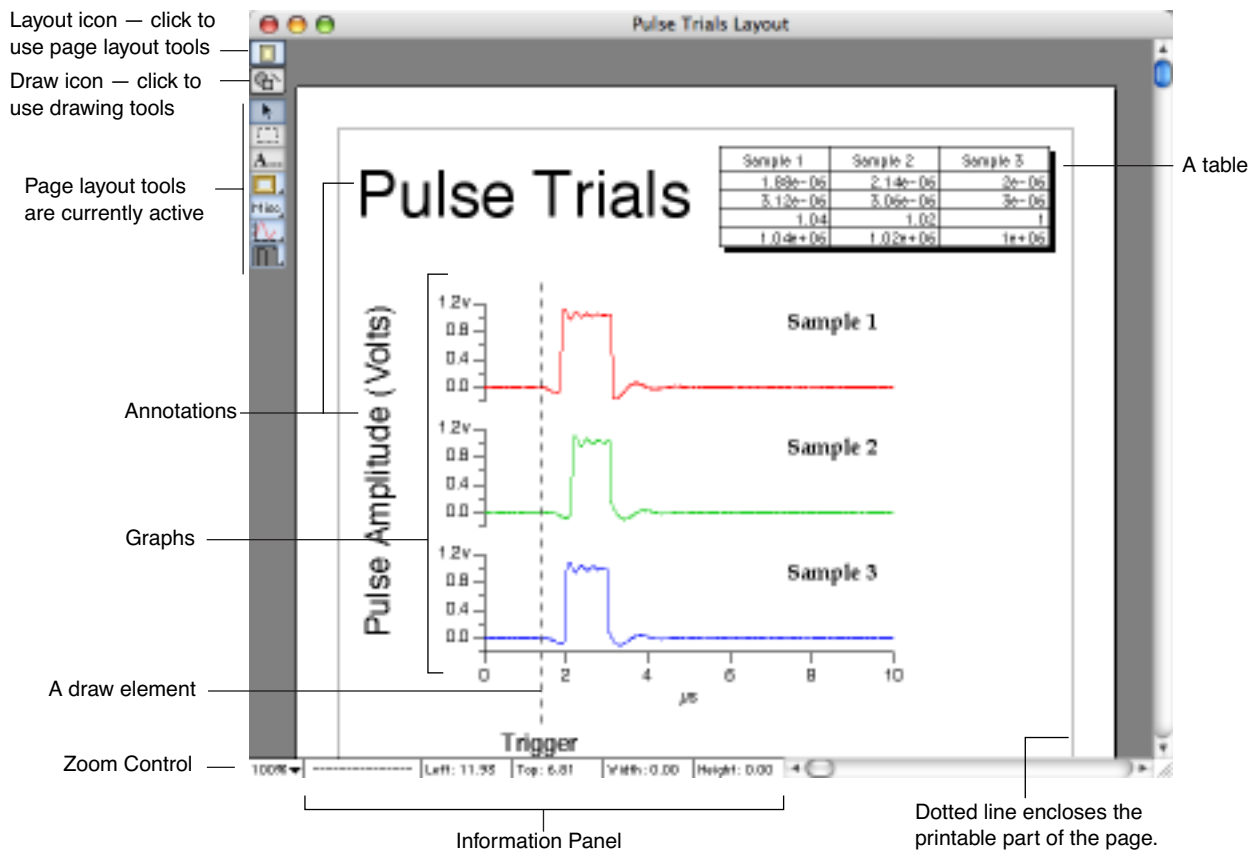 Layout icon — click to
use page layout tools
Draw icon — click to
use drawing tools
Page layout tools
are currently active
Annotations
Graphs
A draw element
Zoom Control
Pulse Trials Layout
A....
Misc
Pulse Trials
Sample 1 Sample 2 Sample 3
1.88e-06 2.14e-06 2e-06
3.12e-06 3.06e-06 3e-06
1.04 1.02 1
1.04e+06 1.02e+06 1e+06
A table
Pulse Amplitude (Volts)
1.2v
0.8
0.4
0.0
Sample 1
1.2v
0.8
0.4
0.0
Sample 2
1.2v
0.8
0.4
0.0
Sample 3
0 2 4 6 8 10
µs
Trigger
100% Left: 11.93 Top: 6.81 Width: 0.00 Height: 0.00
Information Panel
Dotted line encloses the
printable part of the page.